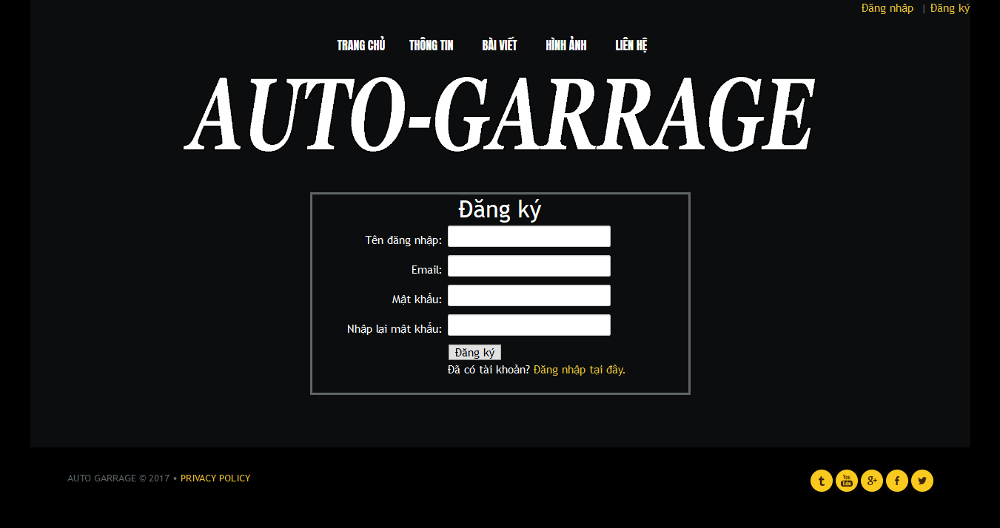 Đăng nhập | Đăng ký
TRANG CHỦ THÔNG TIN BÀI VIẾT HÌNH ẢNH LIÊN HỆ
AUTO-GARRAGE
Đăng ký
Tên đăng nhập:
Email:
Mật khẩu:
Nhập lại mật khẩu:
Đăng ký
Đã có tài khoản? Đăng nhập tại đây.
AUTO GARRAGE © 2017 • PRIVACY POLICY
t You Tube g+ f